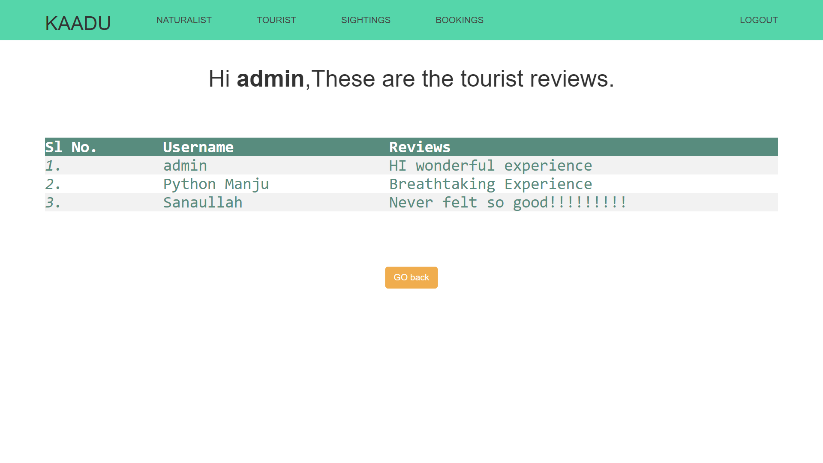 KAADU NATURALIST TOURIST SIGHTINGS BOOKINGS LOGOUT
Hi admin,These are the tourist reviews.
Sl No. Username Reviews
1. admin HI wonderful experience
2. Python Manju Breathtaking Experience
3. Sanaullah Never felt so good!!!!!!!!!
GO back